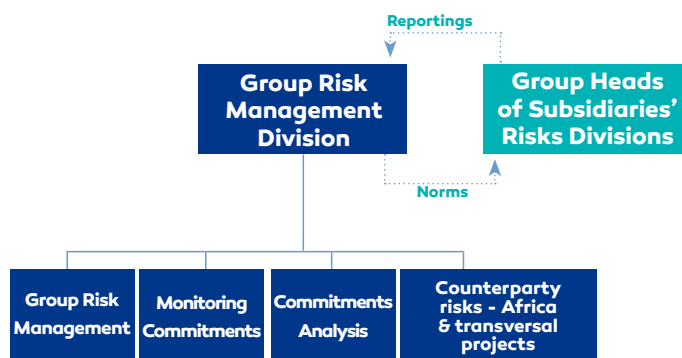 Reportings
Group Risk
Management
Division
Group Heads
of Subsidiaries’
Risks Divisions
Norms
Group Risk
Management
Monitoring
Commitments
Commitments
Analysis
Counterparty
risks - Africa
& transversal
projects